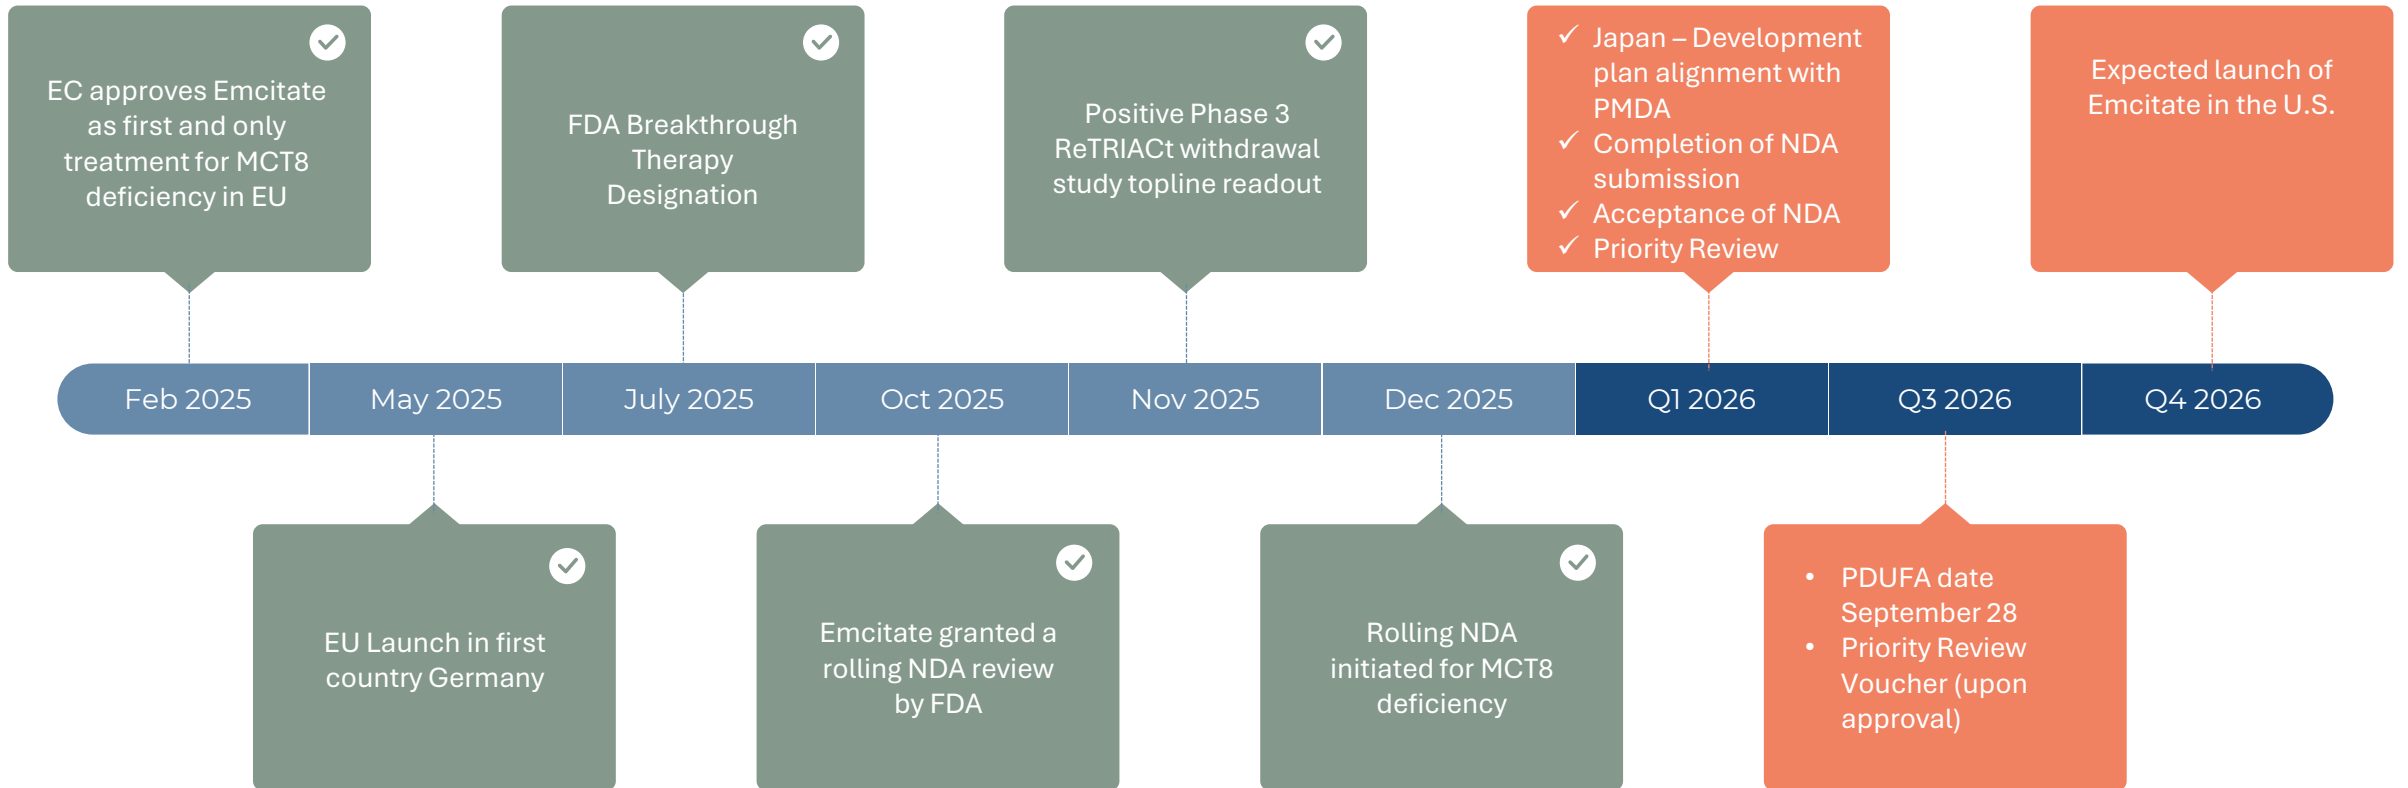 EC approves Emcitate
as first and only
treatment for MCT8
deficiency in EU
FDA Breakthrough
Therapy
Designation
Positive Phase 3
ReTRIACt withdrawal
study topline readout
✓ Japan – Development
plan alignment with
PMDA
✓ Completion of NDA
submission
✓ Acceptance of NDA
✓ Priority Review
Expected launch of
Emcitate in the U.S.
Feb 2025
May 2025
July 2025
Oct 2025
Nov 2025
Dec 2025
Q1 2026
Q3 2026
Q4 2026
EU Launch in first
country Germany
Emcitate granted a
rolling NDA review
by FDA
Rolling NDA
initiated for MCT8
deficiency
• PDUFA date
September 28
• Priority Review
Voucher (upon
approval)